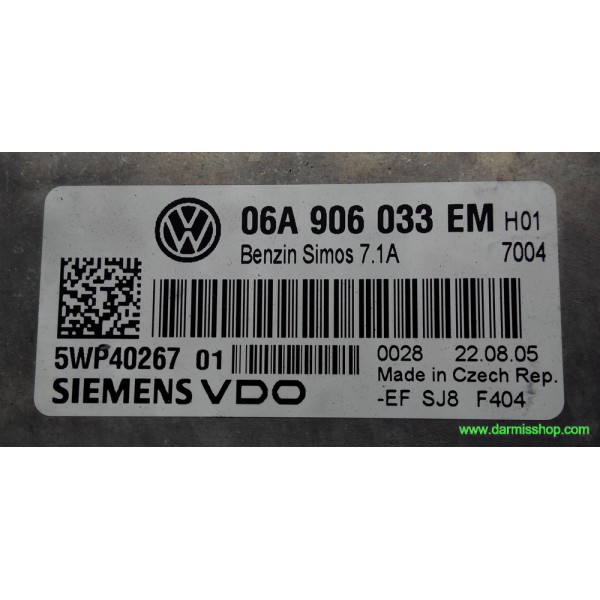 06A 906 033 EM H01
Benzin Simos 7.1A 7004
5WP40267 01
0028 22.08.05
SIEMENS VDO
Made in Czech Rep.
-EF SJ8 F404
www.darmisshop.com